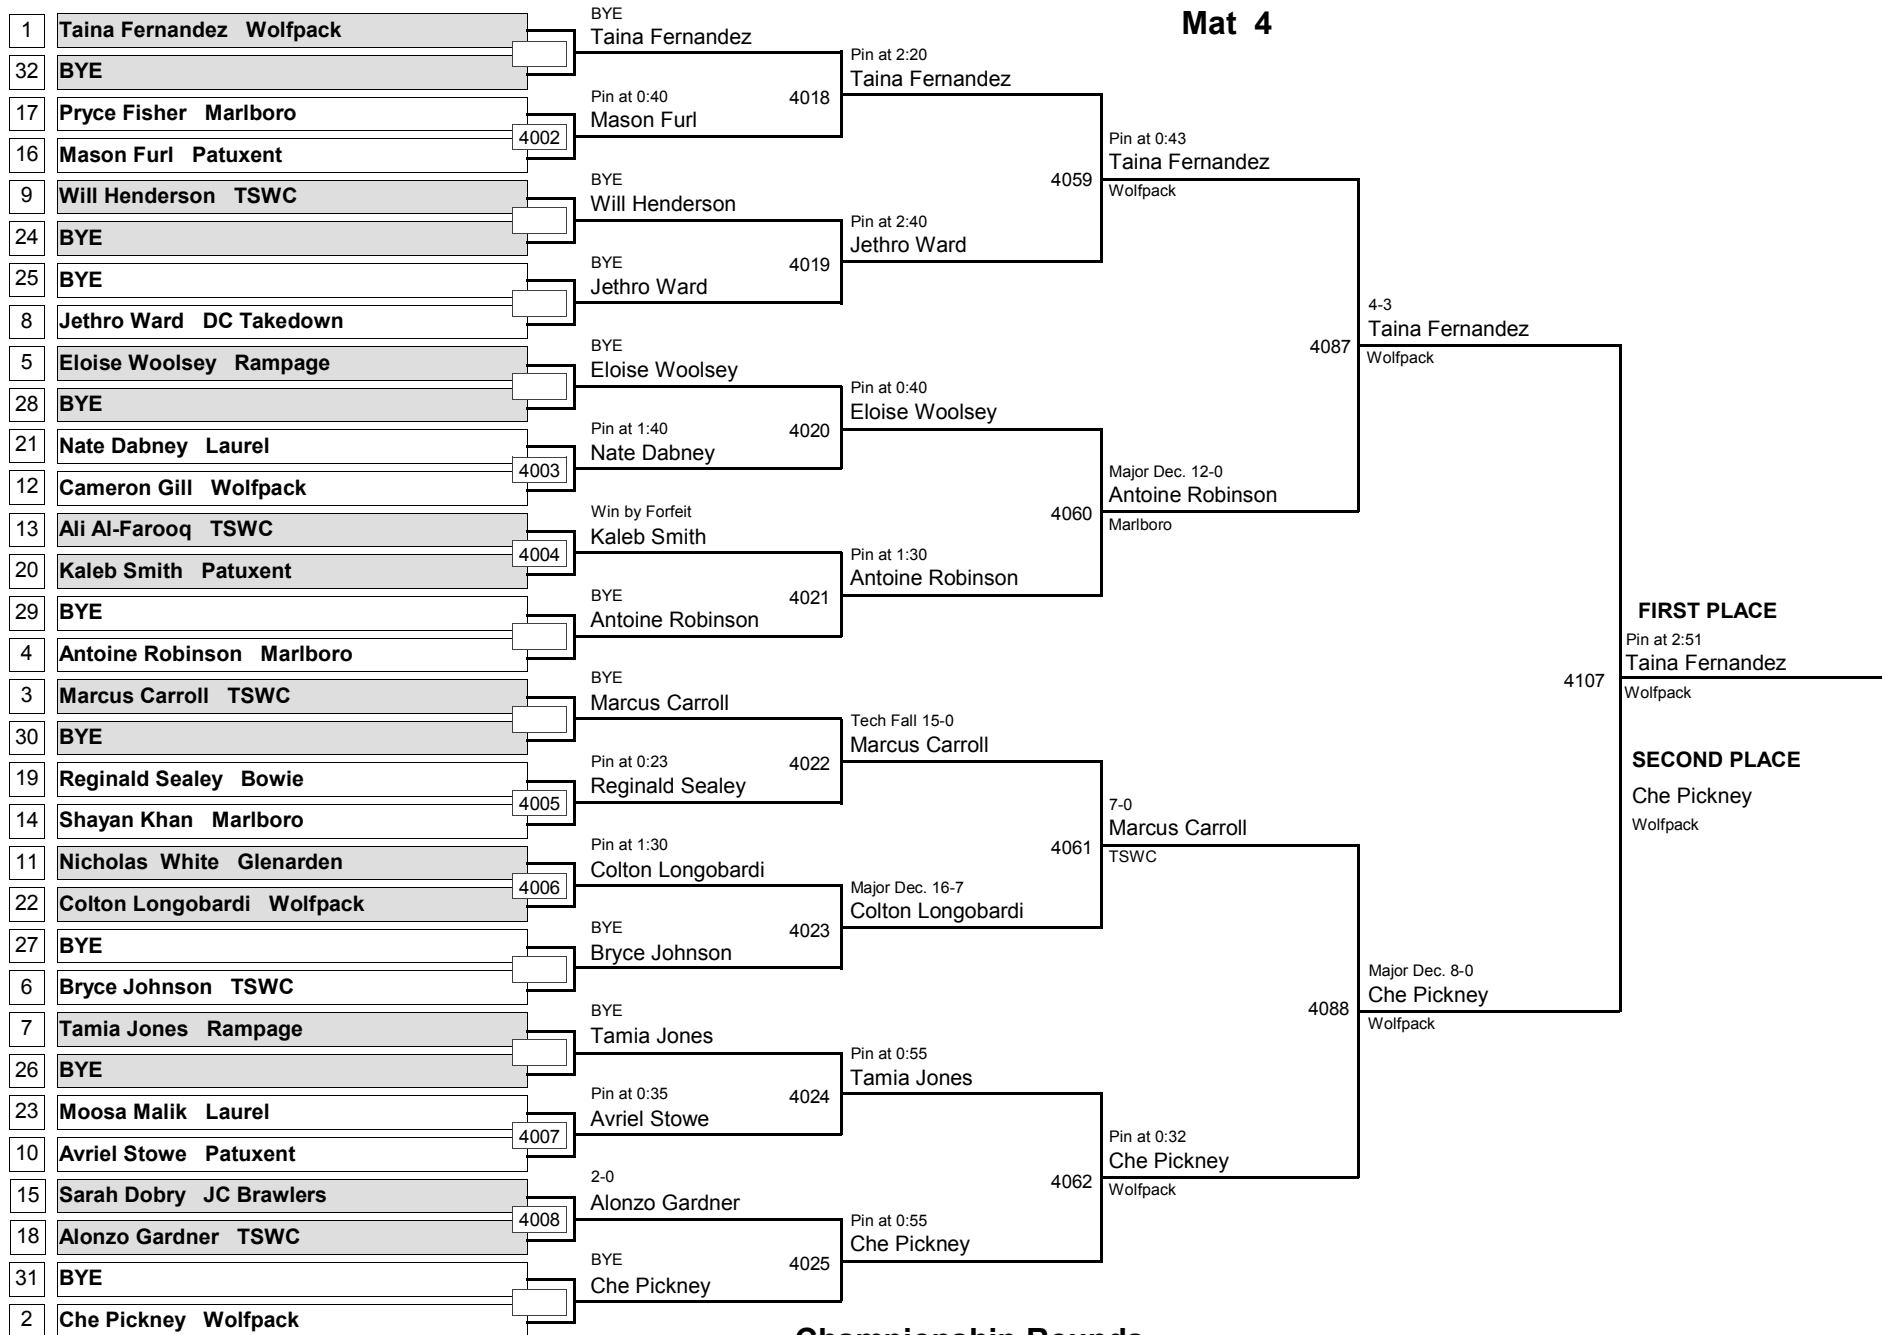 Mat 4
1 Taina Fernandez Wolfpack
32 BYE
17 Pryce Fisher Marlboro
16 Mason Furl Patuxent
9 Will Henderson TSWC
24 BYE
25 BYE
8 Jethro Ward DC Takedown
5 Eloise Woolsey Rampage
28 BYE
21 Nate Dabney Laurel
12 Cameron Gill Wolfpack
13 Ali Al-Farooq TSWC
20 Kaleb Smith Patuxent
29 BYE
4 Antoine Robinson Marlboro
3 Marcus Carroll TSWC
30 BYE
19 Reginald Sealey Bowie
14 Shayan Khan Marlboro
11 Nicholas White Glenarden
22 Colton Longobardi Wolfpack
27 BYE
6 Bryce Johnson TSWC
7 Tamia Jones Rampage
26 BYE
23 Moosa Malik Laurel
10 Avriel Stowe Patuxent
15 Sarah Dobry JC Brawlers
18 Alonzo Gardner TSWC
31 BYE
2 Che Pickney Wolfpack
4002
4003
4004
4005
4006
4007
4008
BYE
Taina Fernandez
Pin at 0:40
Mason Furl
BYE
Will Henderson
BYE
Jethro Ward
BYE
Eloise Woolsey
Pin at 1:40
Nate Dabney
Win by Forfeit
Kaleb Smith
BYE
Antoine Robinson
BYE
Marcus Carroll
Pin at 0:23
Reginald Sealey
Pin at 1:30
Colton Longobardi
BYE
Bryce Johnson
BYE
Tamia Jones
Pin at 0:35
Avriel Stowe
2-0
Alonzo Gardner
BYE
Che Pickney
4018
4019
4020
4021
4022
4023
4024
4025
Pin at 2:20
Taina Fernandez
Pin at 2:40
Jethro Ward
Pin at 0:40
Eloise Woolsey
Pin at 1:30
Antoine Robinson
Tech Fall 15-0
Marcus Carroll
Major Dec. 16-7
Colton Longobardi
Pin at 0:55
Tamia Jones
Pin at 0:55
Che Pickney
4059
4060
4061
4062
Pin at 0:43
Taina Fernandez
Wolfpack
Major Dec. 12-0
Antoine Robinson
Marlboro
7-0
Marcus Carroll
TSWC
Pin at 0:32
Che Pickney
Wolfpack
4087
4088
4-3
Taina Fernandez
Wolfpack
Major Dec. 8-0
Che Pickney
Wolfpack
4107
FIRST PLACE
Pin at 2:51
Taina Fernandez
Wolfpack
SECOND PLACE
Che Pickney
Wolfpack
Championship Rounds